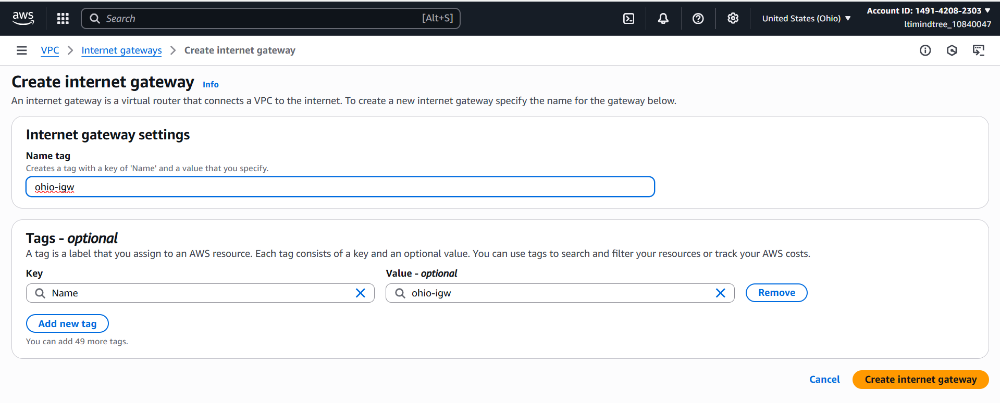 aws
Search [Alt+S]
United States (Ohio)
Account ID: 1491-4208-2303
ltimindtree_10840047
VPC Internet gateways Create internet gateway
Create internet gateway Info
An internet gateway is a virtual router that connects a VPC to the internet. To create a new internet gateway specify the name for the gateway below.
Internet gateway settings
Name tag
Creates a tag with a key of 'Name' and a value that you specify.
ohio-igw
Tags - optional
A tag is a label that you assign to an AWS resource. Each tag consists of a key and an optional value. You can use tags to search and filter your resources or track your AWS costs.
Key Value - optional
Name ohio-igw Remove
Add new tag
You can add 49 more tags.
Cancel Create internet gateway